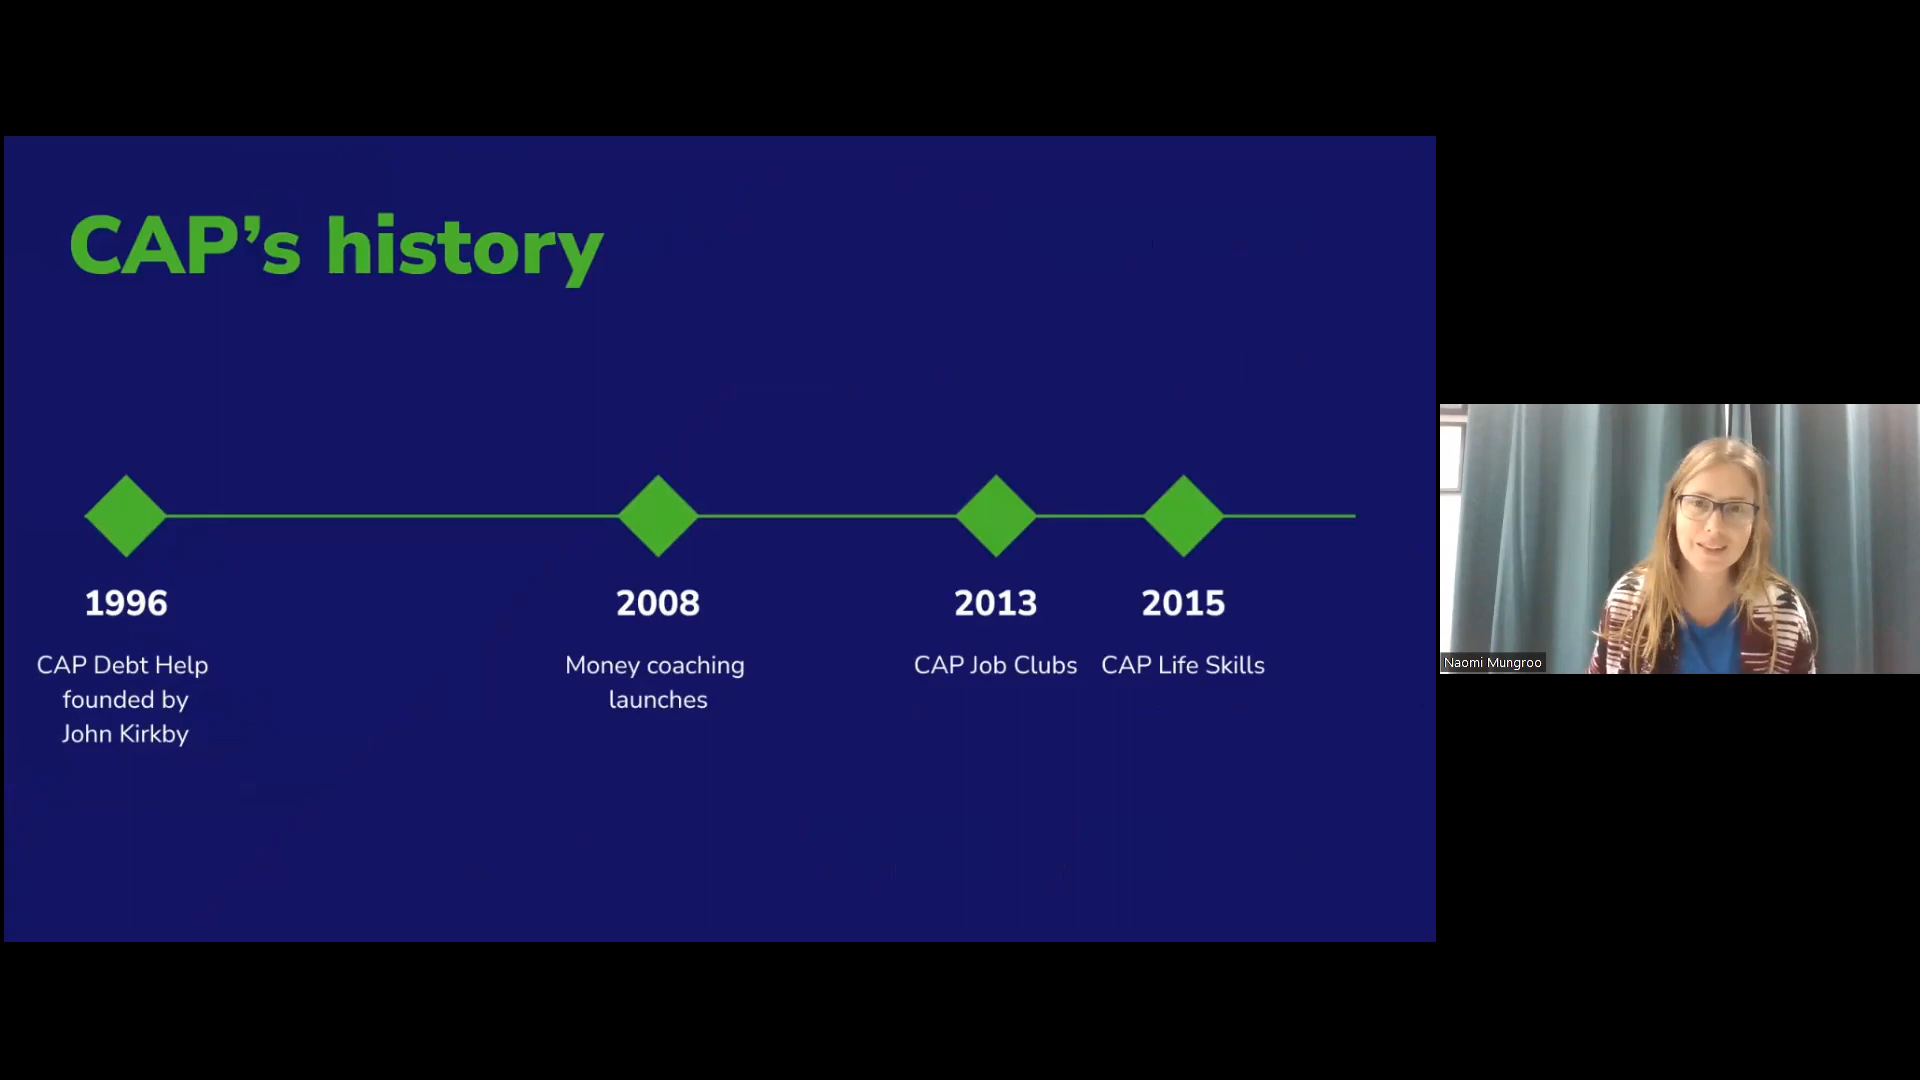 CAP’s history
1996
CAP Debt Help
founded by
John Kirkby
2008
Money coaching
launches
2013
CAP Job Clubs
2015
CAP Life Skills
Naomi Mungroo